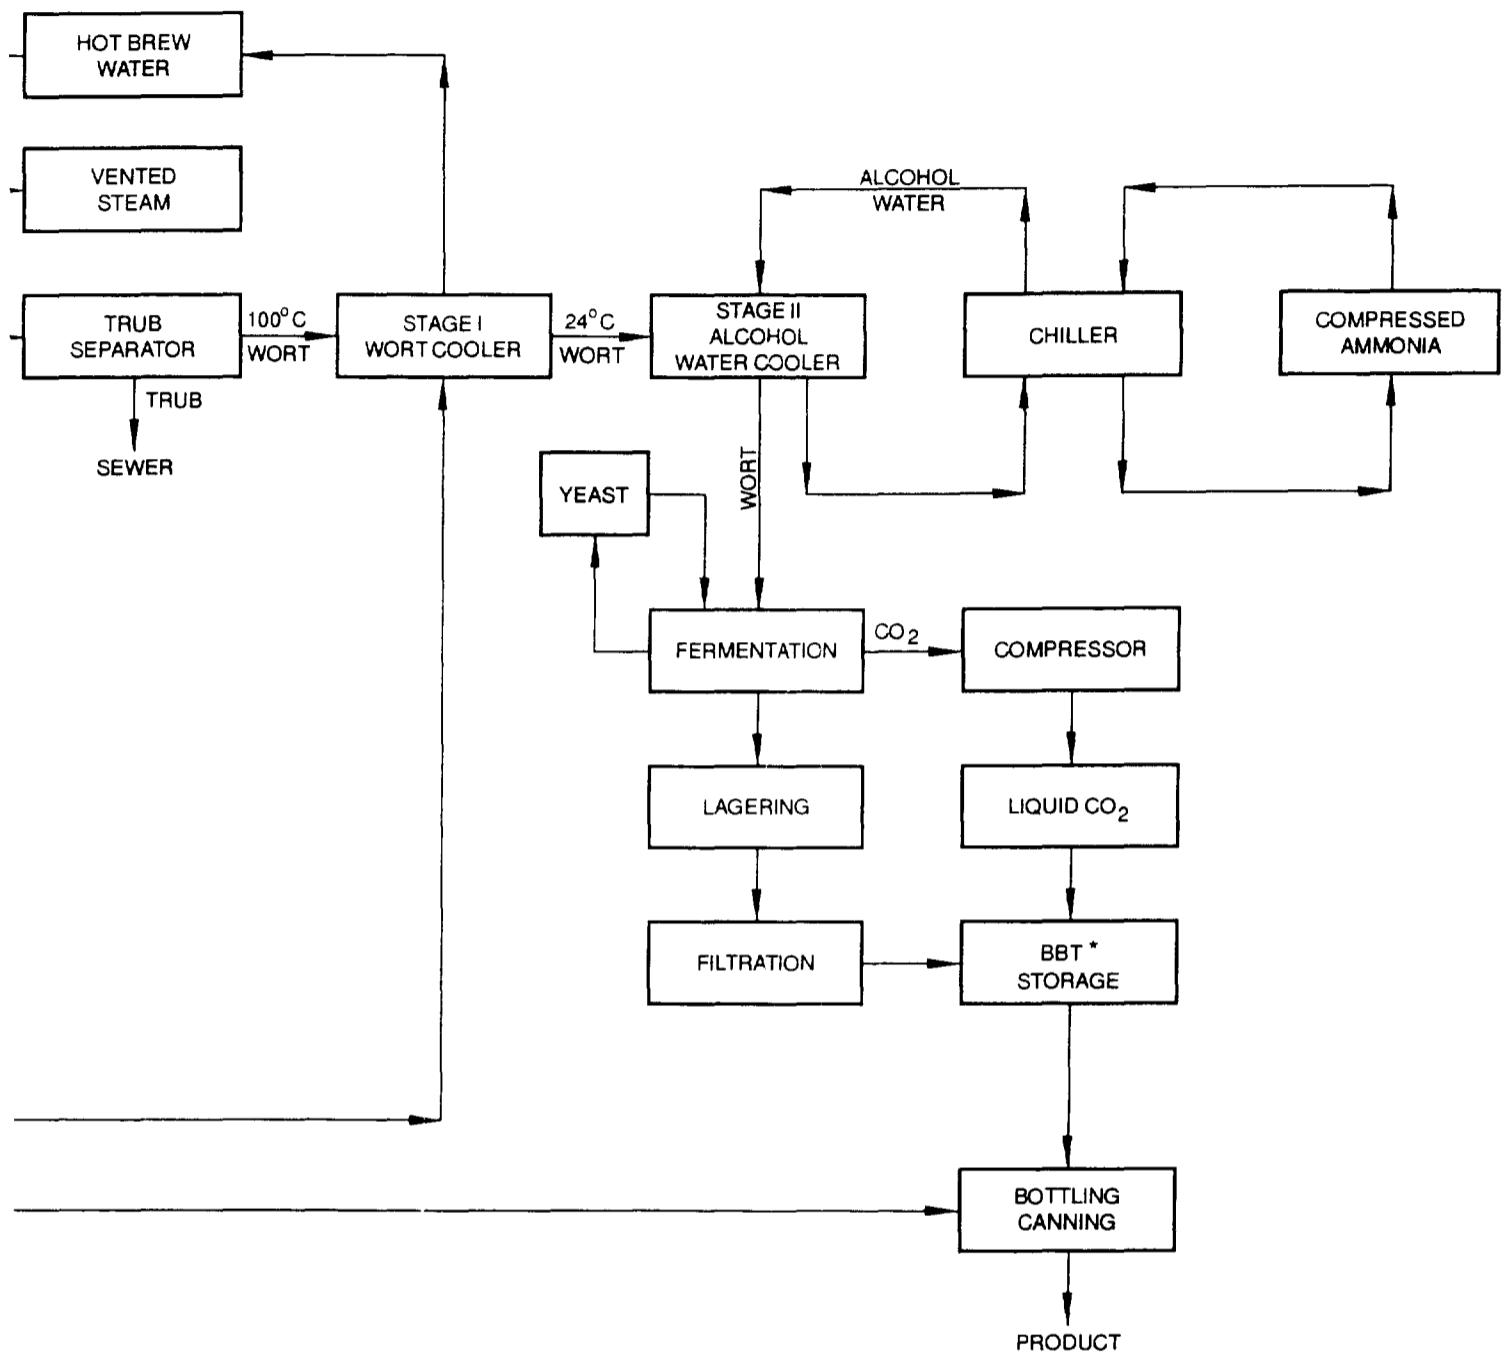 HOT BREW
WATER
VENTED
STEAM
ALCOHOL
WATER
TRUB
SEPARATOR
100°C
WORT
STAGE I
WORT COOLER
24°C
WORT
STAGE II
ALCOHOL
WATER COOLER
CHILLER
COMPRESSED
AMMONIA
TRUB
SEWER
YEAST
WORT
FERMENTATION
CO2
COMPRESSOR
LAGERING
LIQUID CO2
FILTRATION
BBT *
STORAGE
BOTTLING
CANNING
PRODUCT